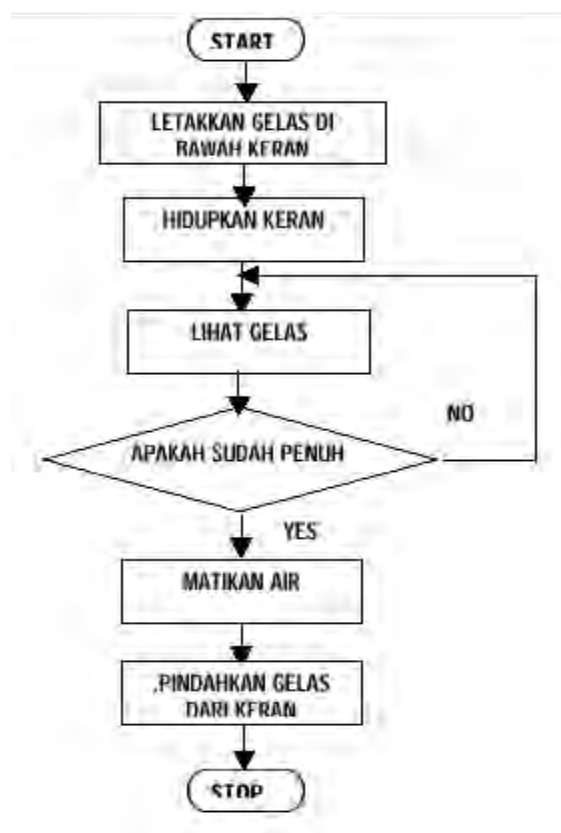 START
LETAKKAN GELAS DI
BAWAH KERAN
HIDUPKAN KERAN
LIHAT GELAS
NO
APAKAH SUDAH PENUH
YES
MATIKAN AIR
,PINDAHKAN GELAS
DARI KERAN
STOP